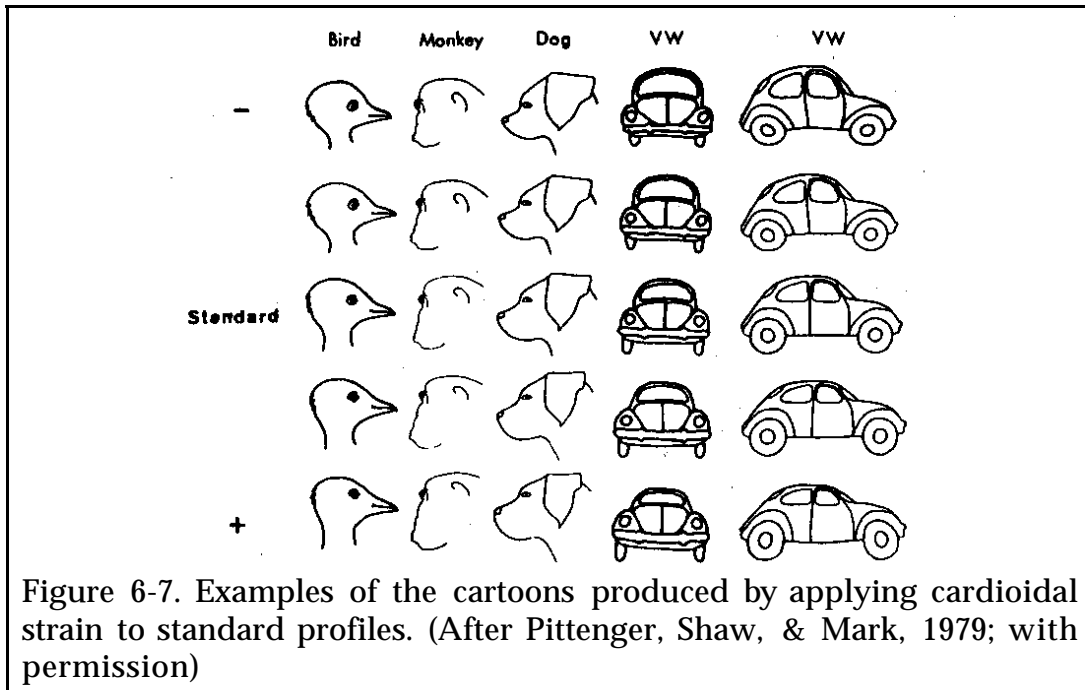 Bird Monkey Dog VW VW
−
Standard
+
Figure 6-7. Examples of the cartoons produced by applying cardioidal
strain to standard profiles. (After Pittenger, Shaw, & Mark, 1979; with
permission)